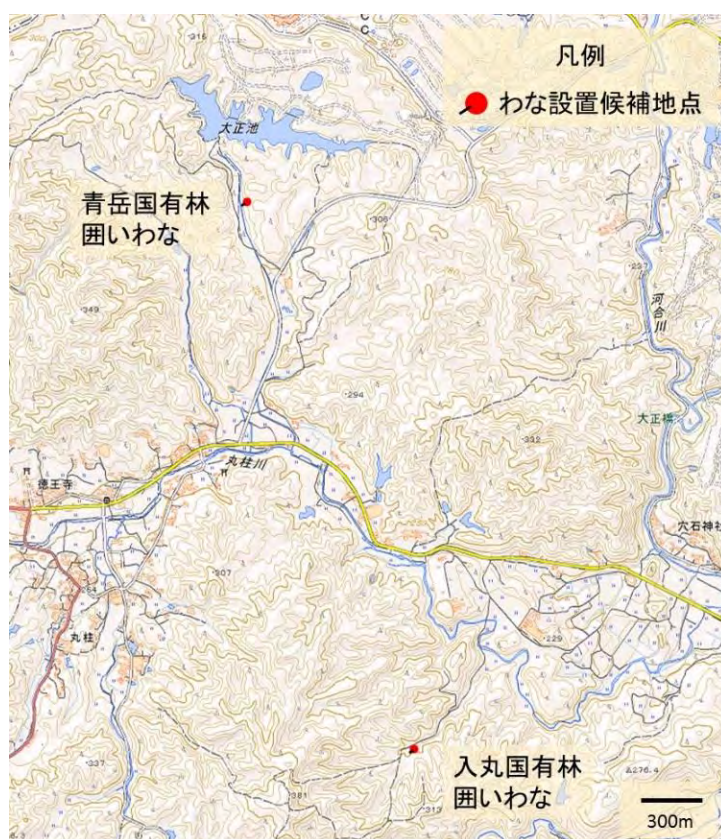 凡例
わな設置候補地点
・316
大正池
青岳国有林
囲いわな
・306
・237
河合川
・349
・294
大正橋
・332
丸柱川
徳王寺
穴石神社
・307
丸柱
・229
入丸国有林
囲いわな
・337
・381
・313
△276.4
300m